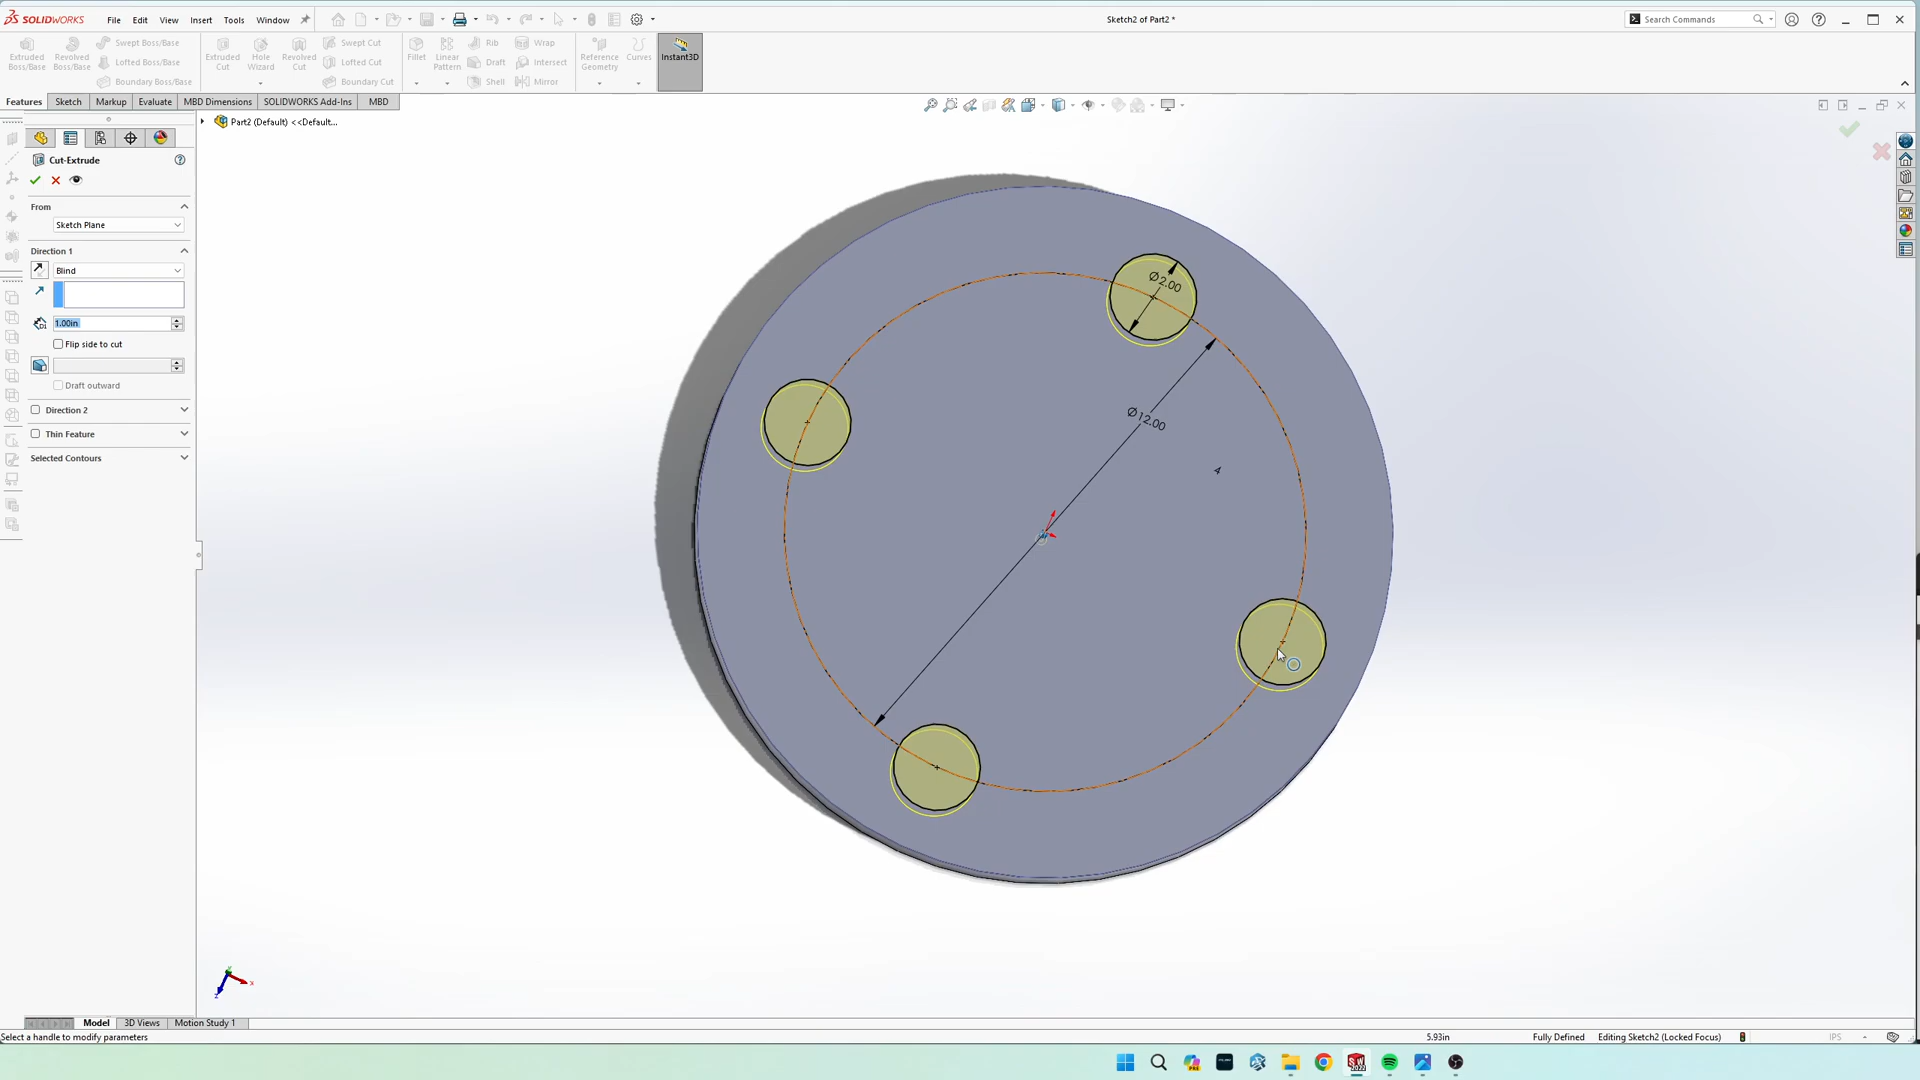 SOLIDWORKS File Edit View Insert Tools Window Sketch2 of Part2 * Search Commands
Extruded Boss/Base Revolved Boss/Base Swept Boss/Base Lofted Boss/Base Boundary Boss/Base Extruded Cut Hole Wizard Revolved Cut Swept Cut Lofted Cut Boundary Cut Fillet Linear Pattern Rib Draft Shell Wrap Intersect Mirror Reference Geometry Curves Instant3D
Features Sketch Markup Evaluate MBD Dimensions SOLIDWORKS Add-Ins MBD
Part2 (Default) <<Default...
Cut-Extrude
From
Sketch Plane
Direction 1
Blind
1.00in
Flip side to cut
Draft outward
Direction 2
Thin Feature
Selected Contours
Ø2.00
Ø12.00
4
Model 3D Views Motion Study 1
Select a handle to modify parameters 5.93in Fully Defined Editing Sketch2 (Locked Focus) IPS